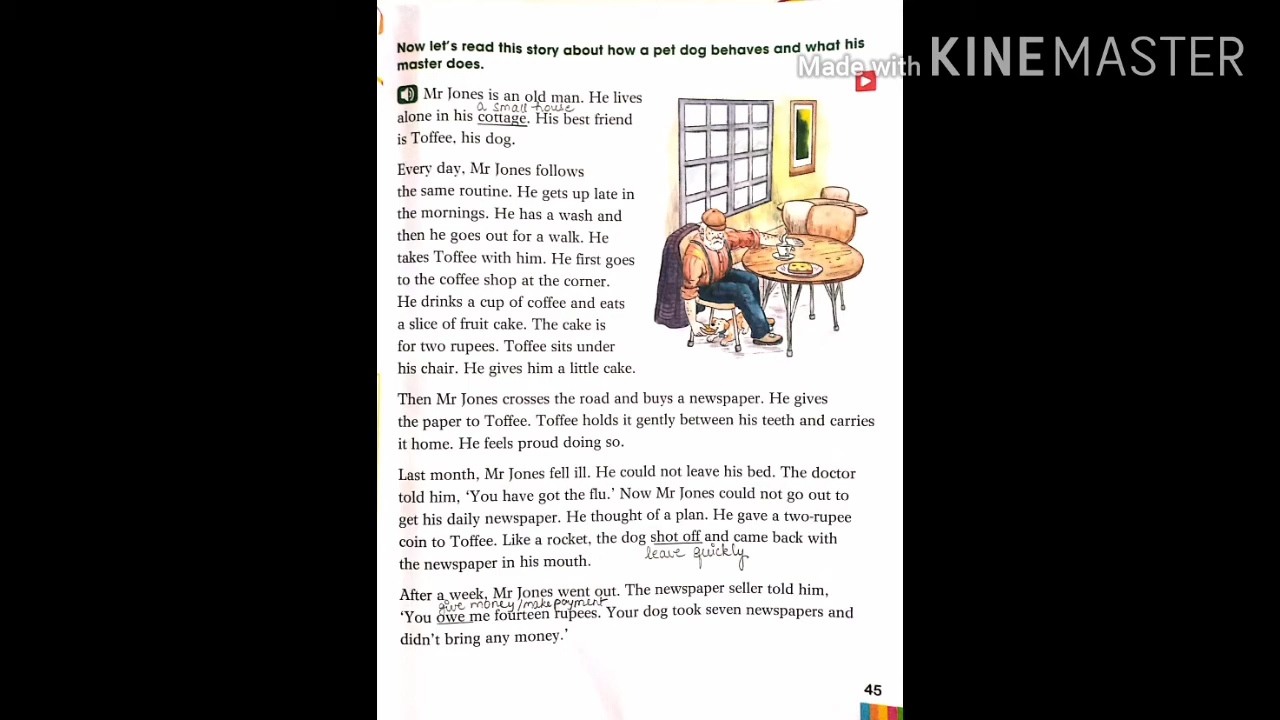 Now let's read this story about how a pet dog behaves and what his
master does.
Made with KINEMASTER
Mr Jones is an old man. He lives
a small house
alone in his cottage. His best friend
is Toffee, his dog.
Every day, Mr Jones follows
the same routine. He gets up late in
the mornings. He has a wash and
then he goes out for a walk. He
takes Toffee with him. He first goes
to the coffee shop at the corner.
He drinks a cup of coffee and eats
a slice of fruit cake. The cake is
for two rupees. Toffee sits under
his chair. He gives him a little cake.
Then Mr Jones crosses the road and buys a newspaper. He gives
the paper to Toffee. Toffee holds it gently between his teeth and carries
it home. He feels proud doing so.
Last month, Mr Jones fell ill. He could not leave his bed. The doctor
told him, ‘You have got the flu.’ Now Mr Jones could not go out to
get his daily newspaper. He thought of a plan. He gave a two-rupee
coin to Toffee. Like a rocket, the dog shot off and came back with
leave quickly
the newspaper in his mouth.
After a week, Mr Jones went out. The newspaper seller told him,
give money/make payment
‘You owe me fourteen rupees. Your dog took seven newspapers and
didn’t bring any money.’
45